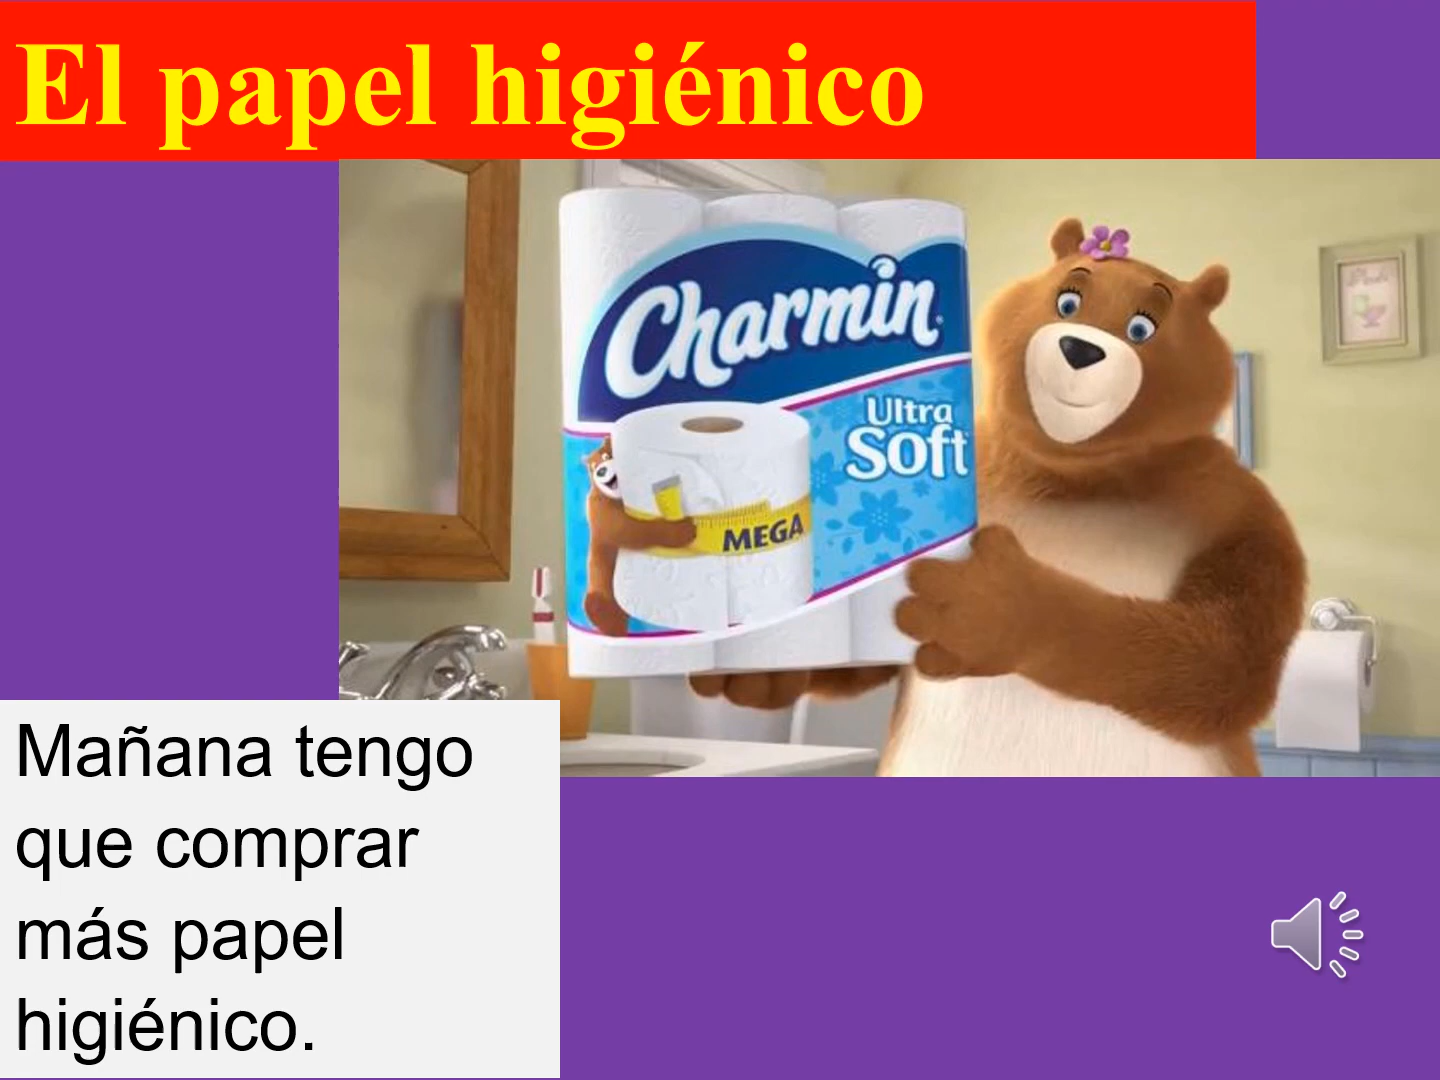 El papel higiénico
Charmin
Ultra
Soft
MEGA
Mañana tengo
que comprar
más papel
higiénico.